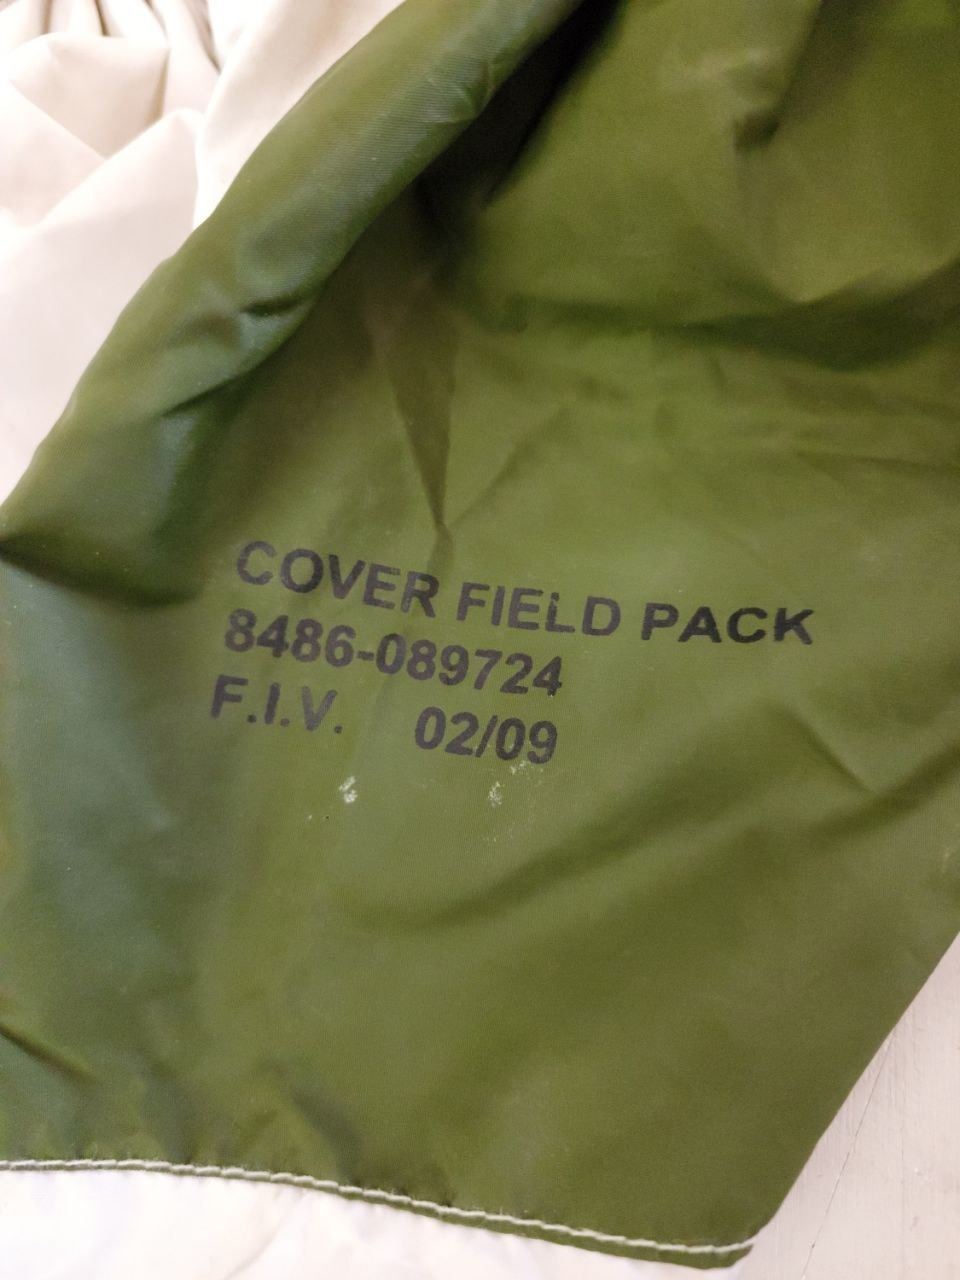 COVER FIELD PACK
8486-089724
F.I.V. 02/09